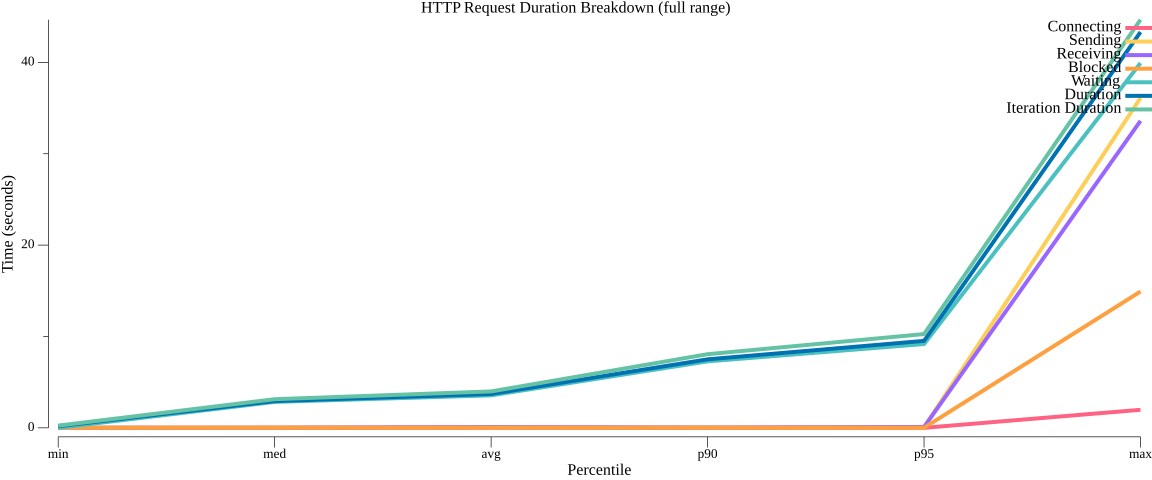 HTTP Request Duration Breakdown (full range)
Connecting
Sending
Receiving
Blocked
Waiting
Duration
Iteration Duration
40
20
0
Time (seconds)
min med avg p90 p95 max
Percentile